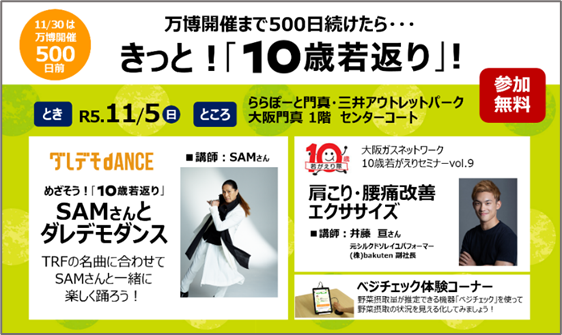 11/30は
万博開催
500
日前
万博開催まで500日続けたら・・・
きっと！「10歳若返り」！
参加
無料
とき R5.11/5(日) ところ ららぽーと門真・三井アウトレットパーク
大阪門真 1階 センターコート
ダレデモdANCE
めざそう！「10歳若返り」
SAMさんと
ダレデモダンス
TRFの名曲に合わせて
SAMさんと一緒に
楽しく踊ろう！
■講師：SAMさん
10歳
若がえり祭
大阪ガスネットワーク
10歳若がえりセミナーvol.9
肩こり・腰痛改善
エクササイズ
■講師：井藤 亘さん
元シルクドソレイユパフォーマー
(株)bakuten 副社長
ベジチェック体験コーナー
野菜摂取量が推定できる機器「ベジチェック」を使って
野菜摂取の状況を見える化してみましょう！